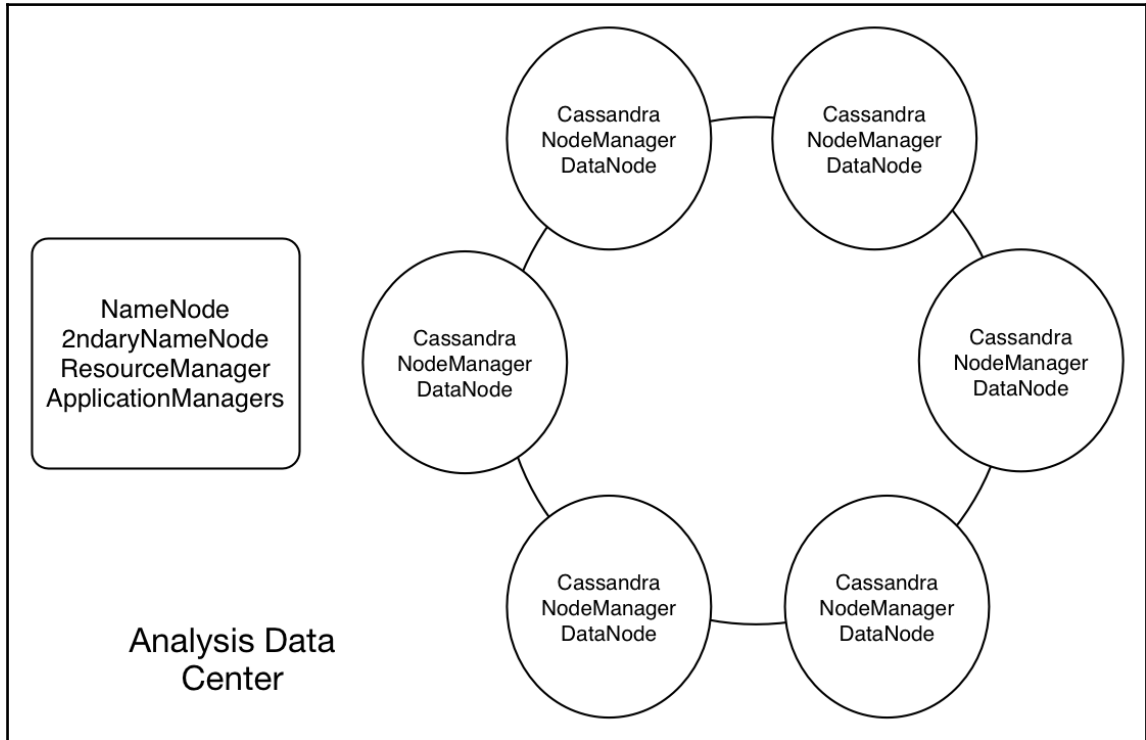 Cassandra
NodeManager
DataNode
Cassandra
NodeManager
DataNode
NameNode
2ndaryNameNode
ResourceManager
ApplicationManagers
Cassandra
NodeManager
DataNode
Cassandra
NodeManager
DataNode
Cassandra
NodeManager
DataNode
Cassandra
NodeManager
DataNode
Analysis Data
Center